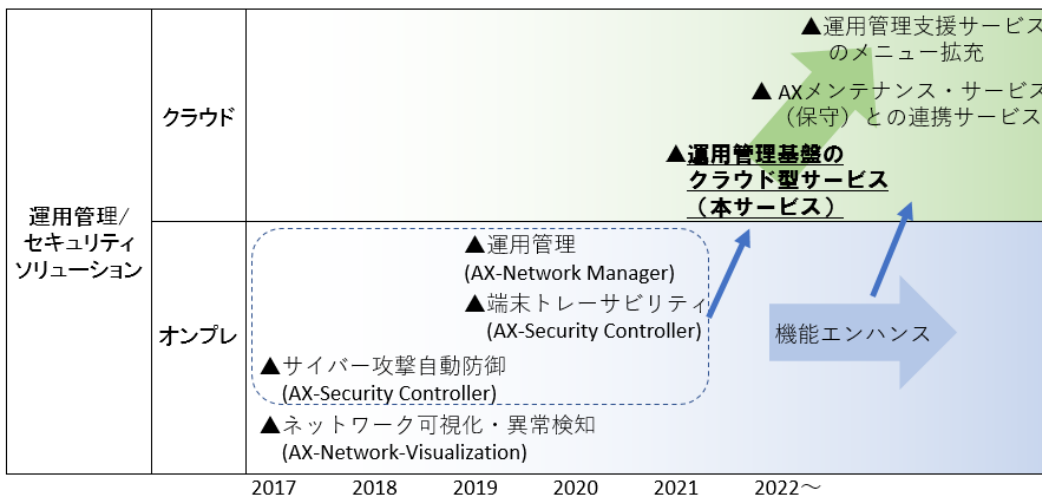 ▲運用管理支援サービス
のメニュー拡充
▲ AXメンテナンス・サービス
（保守）との連携サービス
クラウド
▲運用管理基盤の
クラウド型サービス
（本サービス）
運用管理/
セキュリティ
ソリューション
▲運用管理
(AX-Network Manager)
▲端末トレーサビリティ
(AX-Security Controller)
オンプレ
機能エンハンス
▲サイバー攻撃自動防御
(AX-Security Controller)
▲ネットワーク可視化・異常検知
(AX-Network-Visualization)
2017 2018 2019 2020 2021 2022～